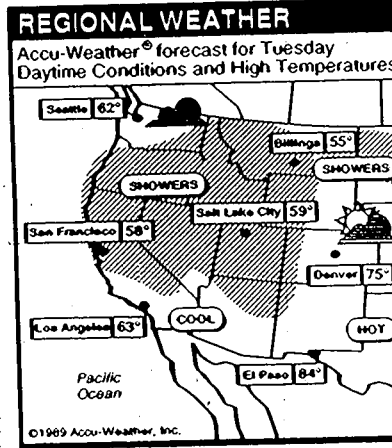 REGIONAL WEATHER
Accu-Weather® forecast for Tuesday
Daytime Conditions and High Temperatures
Seattle 62°
Billings 55°
SHOWERS
SHOWERS
Salt Lake City 59°
San Francisco 58°
Denver 75°
Los Angeles 63°
COOL
HOT
El Paso 84°
Pacific
Ocean
©1989 Accu-Weather, Inc.